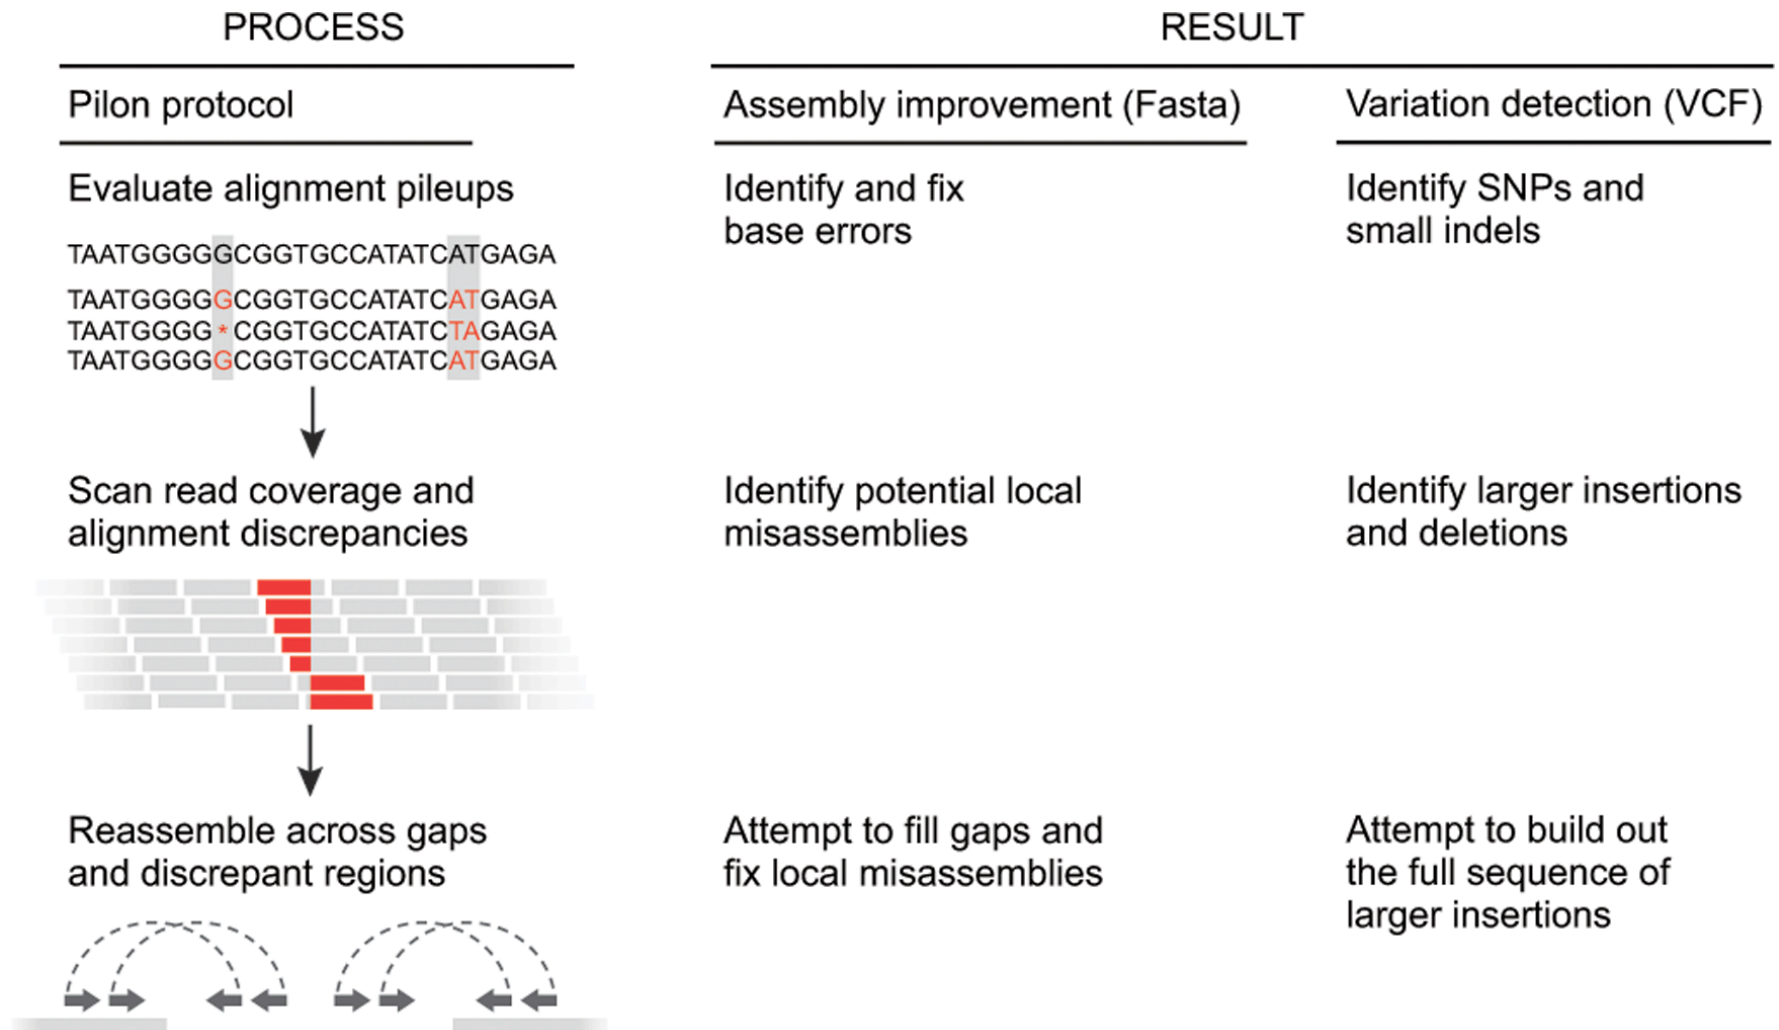 PROCESS
RESULT
Pilon protocol
Assembly improvement (Fasta)
Variation detection (VCF)
Evaluate alignment pileups
Identify and fix
base errors
Identify SNPs and
small indels
TAATGGGGGCGGTGCCATATCATGAGA
TAATGGGGGCGGTGCCATATCATGAGA
TAATGGGG*CGGTGCCATATCTAGAGA
TAATGGGGGCGGTGCCATATCATGAGA
Scan read coverage and
alignment discrepancies
Identify potential local
misassemblies
Identify larger insertions
and deletions
Reassemble across gaps
and discrepant regions
Attempt to fill gaps and
fix local misassemblies
Attempt to build out
the full sequence of
larger insertions